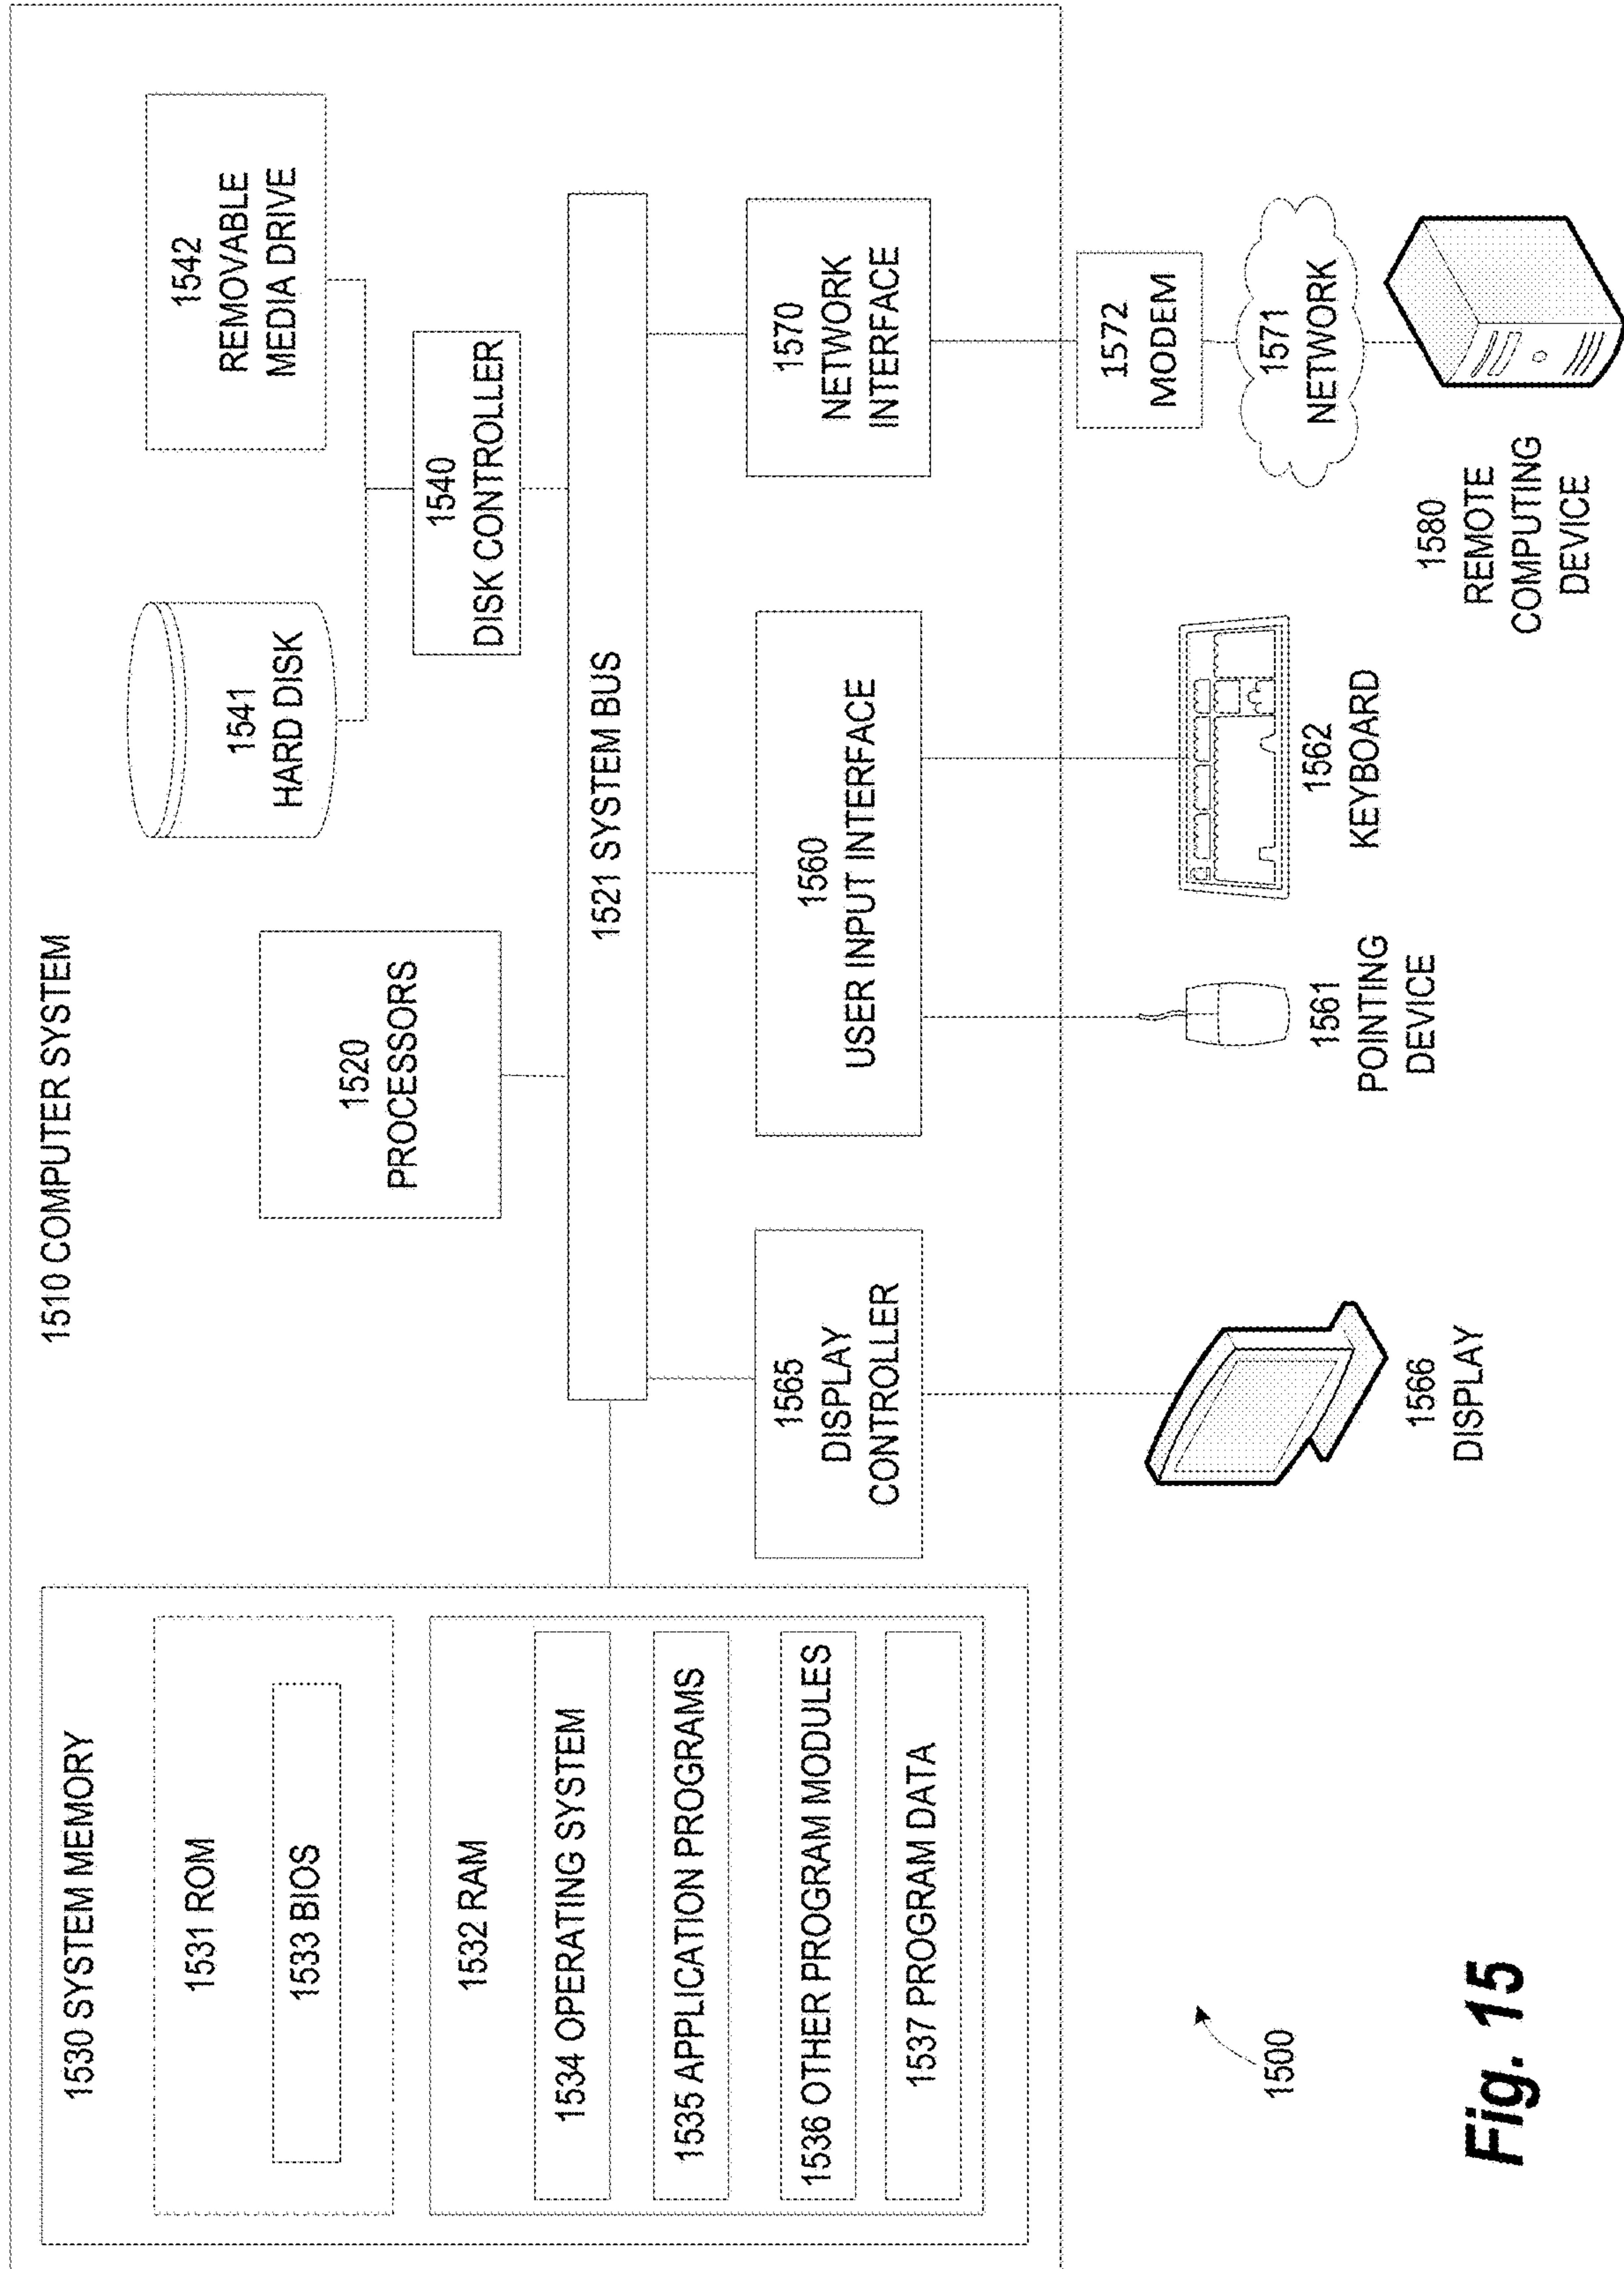 1510 COMPUTER SYSTEM
1530 SYSTEM MEMORY
1531 ROM
1533 BIOS
1532 RAM
1534 OPERATING SYSTEM
1535 APPLICATION PROGRAMS
1536 OTHER PROGRAM MODULES
1537 PROGRAM DATA
1520
PROCESSORS
1541
HARD DISK
1542
REMOVABLE
MEDIA DRIVE
1540
DISK CONTROLLER
1521 SYSTEM BUS
1565
DISPLAY
CONTROLLER
1560
USER INPUT INTERFACE
1570
NETWORK
INTERFACE
1572
MODEM
1571
NETWORK
1566
DISPLAY
1561
POINTING
DEVICE
1562
KEYBOARD
1580
REMOTE
COMPUTING
DEVICE
1500
Fig. 15